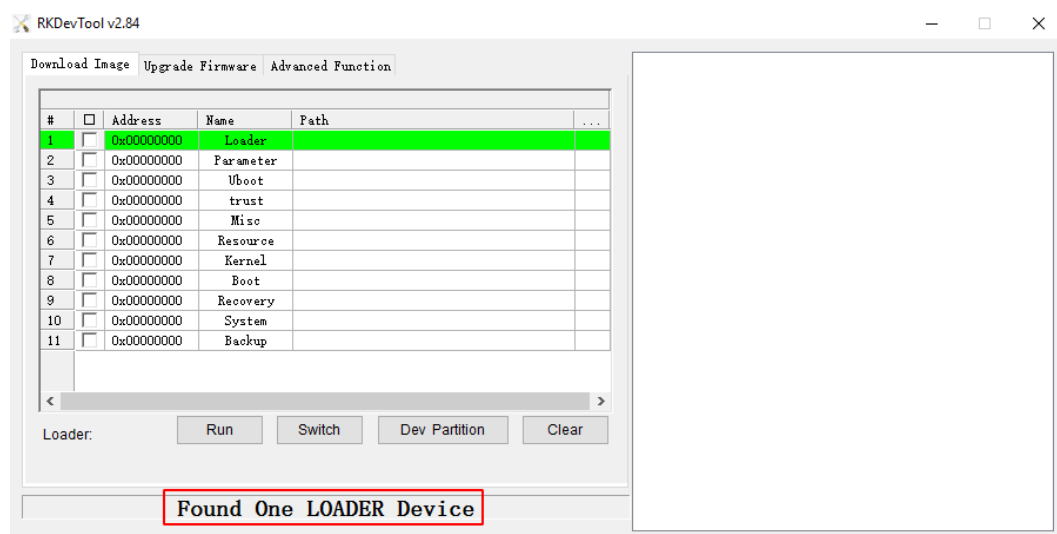 RKDevTool v2.84
Download Image Upgrade Firmware Advanced Function
# Address Name Path ...
1 0x00000000 Loader
2 0x00000000 Parameter
3 0x00000000 Uboot
4 0x00000000 trust
5 0x00000000 Misc
6 0x00000000 Resource
7 0x00000000 Kernel
8 0x00000000 Boot
9 0x00000000 Recovery
10 0x00000000 System
11 0x00000000 Backup
Loader: Run Switch Dev Partition Clear
Found One LOADER Device